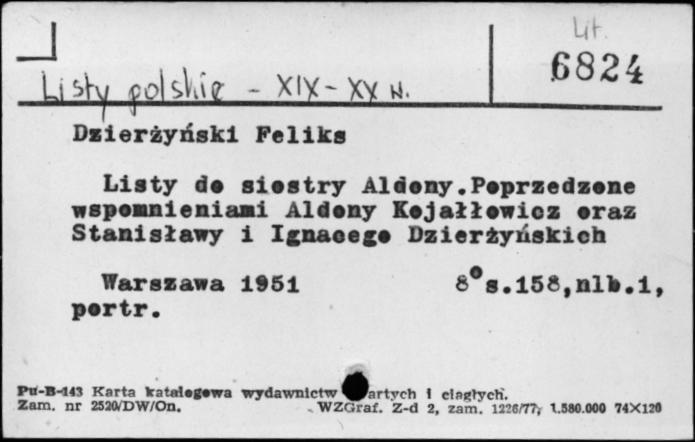 Lit.
6824
Listy polskie - XIX-XX w.
Dzierżyński Feliks
Listy do siostry Aldony.Poprzedzone
wspomnieniami Aldony Kojałłowicz oraz
Stanisławy i Ignacego Dzierżyńskich
Warszawa 1951 8° s.158,nlb.1,
portr.
Pu-B-143 Karta katalogowa wydawnictw artych i ciągłych.
Zam. nr 2520/DW/On. WZGraf. Z-d 2, zam. 1226/77, 1.580.000 74X120